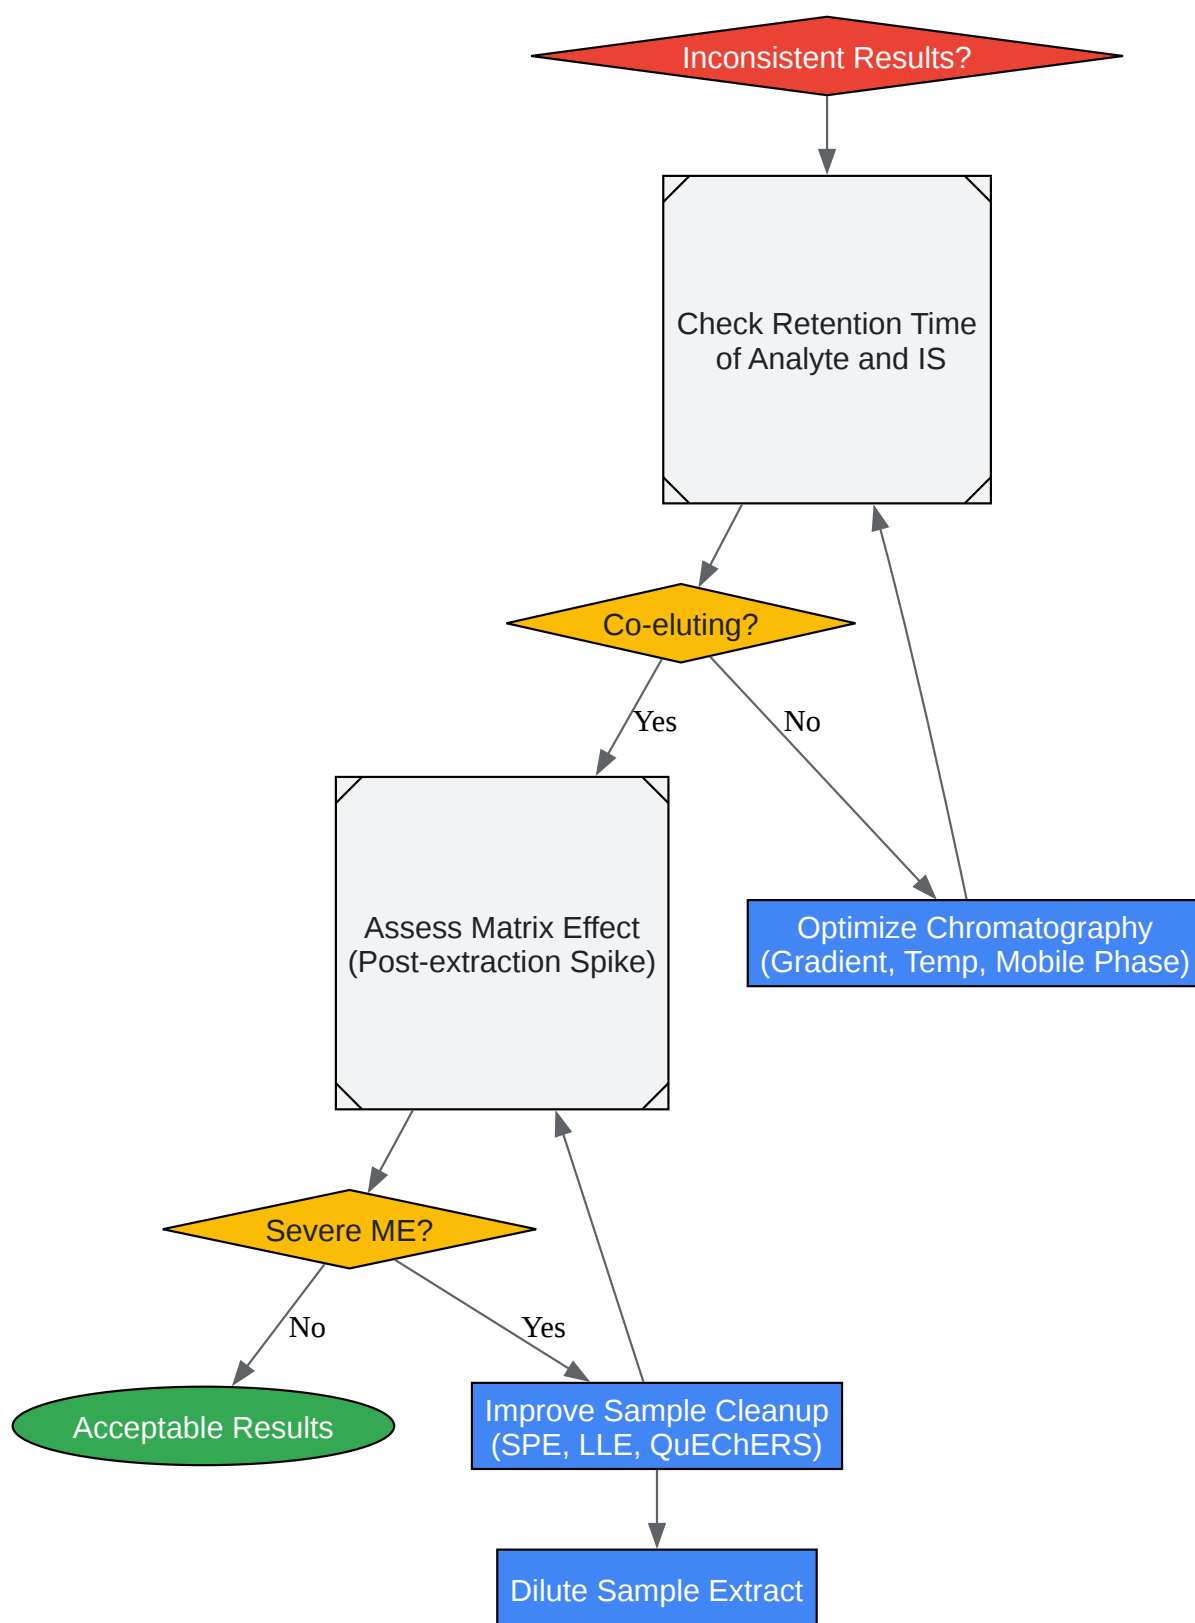 Inconsistent Results?
Check Retention Time
of Analyte and IS
Co-eluting?
Yes
No
Assess Matrix Effect
(Post-extraction Spike)
Optimize Chromatography
(Gradient, Temp, Mobile Phase)
Severe ME?
No
Yes
Acceptable Results
Improve Sample Cleanup
(SPE, LLE, QuEChERS)
Dilute Sample Extract